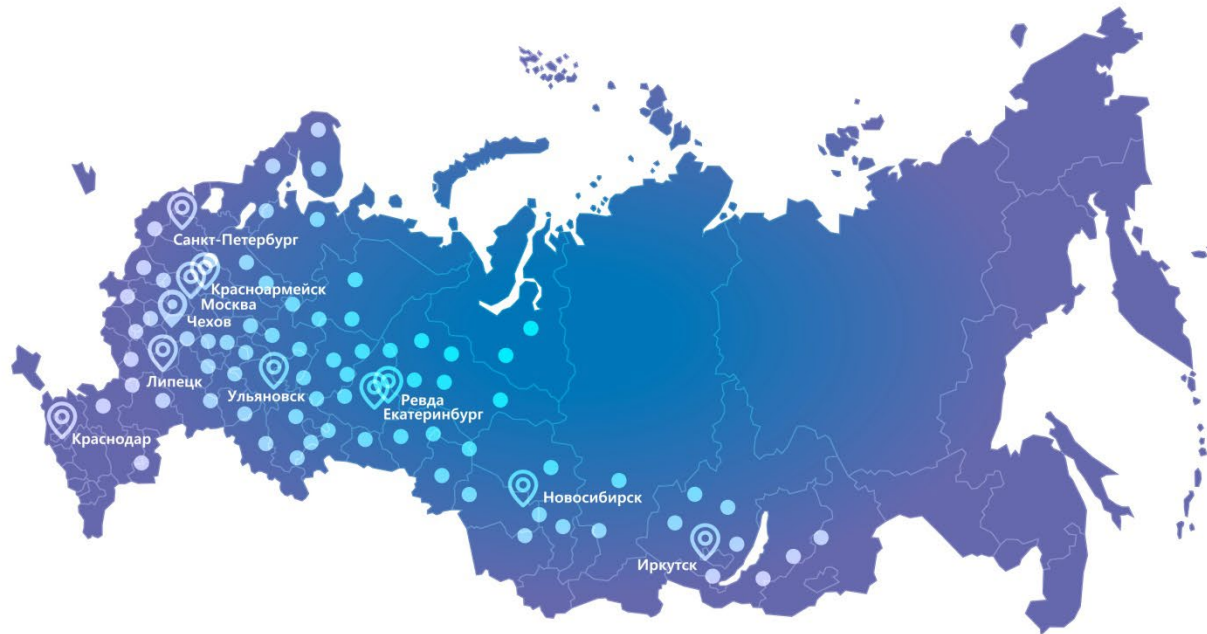 Санкт-Петербург
Красноармейск
Москва
Чехов
Липецк
Ульяновск
Ревда
Екатеринбург
Краснодар
Новосибирск
Иркутск